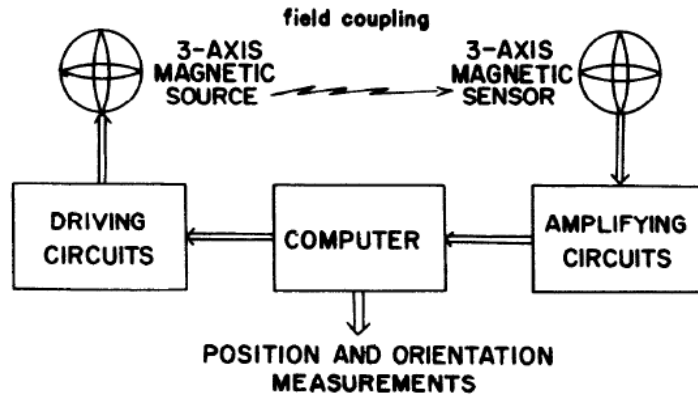 field coupling
3-AXIS
MAGNETIC
SOURCE
3-AXIS
MAGNETIC
SENSOR
DRIVING
CIRCUITS
COMPUTER
AMPLIFYING
CIRCUITS
POSITION AND ORIENTATION
MEASUREMENTS